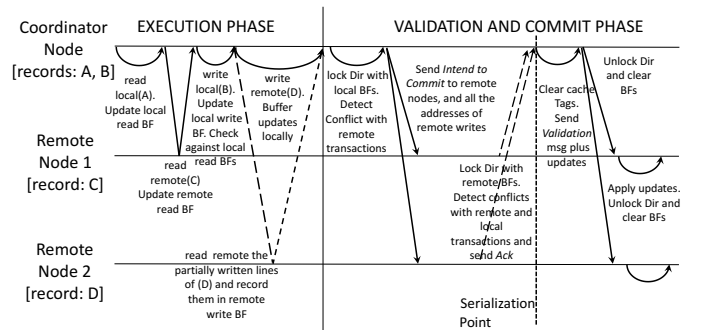 EXECUTION PHASE
VALIDATION AND COMMIT PHASE
Coordinator
Node
[records: A, B]
read
local(A).
Update local
read BF
write
local(B).
Update
local write
BF. Check
against local
read BFs
write
remote(D).
Buffer
updates
locally
lock Dir with
local BFs.
Detect
Conflict with
remote
transactions
Send Intend to
Commit to remote
nodes, and all the
addresses of
remote writes
Clear cache
Tags.
Send
Validation
msg plus
updates
Unlock Dir
and clear
BFs
Remote
Node 1
[record: C]
read
remote(C)
Update remote
read BF
Lock Dir with
remote BFs.
Detect conflicts
with remote and
local
transactions and
send Ack
Apply updates.
Unlock Dir and
clear BFs
Remote
Node 2
[record: D]
read remote the
partially written lines
of (D) and record
them in remote
write BF
Serialization
Point